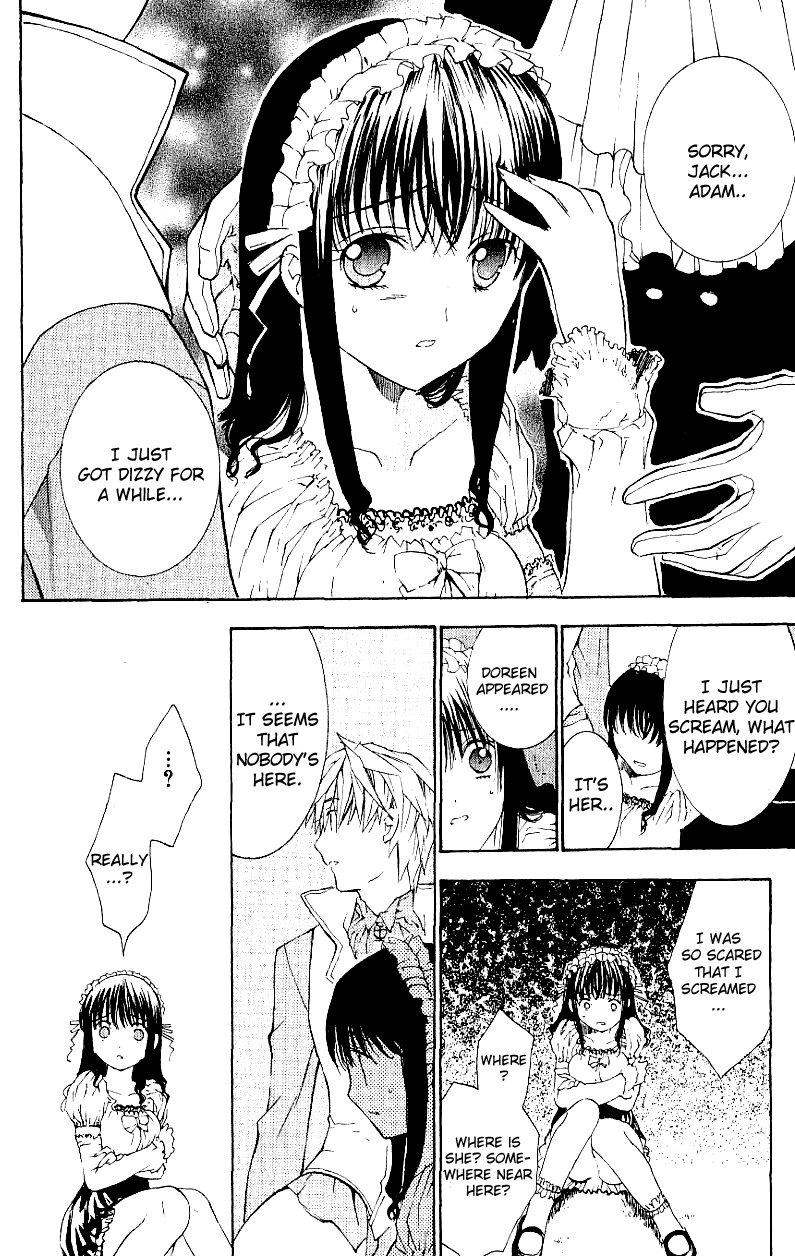 SORRY,
JACK...
ADAM..
I JUST
GOT DIZZY FOR
A WHILE...
I JUST
HEARD YOU
SCREAM, WHAT
HAPPENED?
IT'S
HER..
DOREEN
APPEARED
....
...
IT SEEMS
THAT
NOBODY'S
HERE.
...?
REALLY
...?
I WAS
SO SCARED
THAT I
SCREAMED
...
WHERE
?
WHERE IS
SHE? SOME-
WHERE NEAR
HERE?